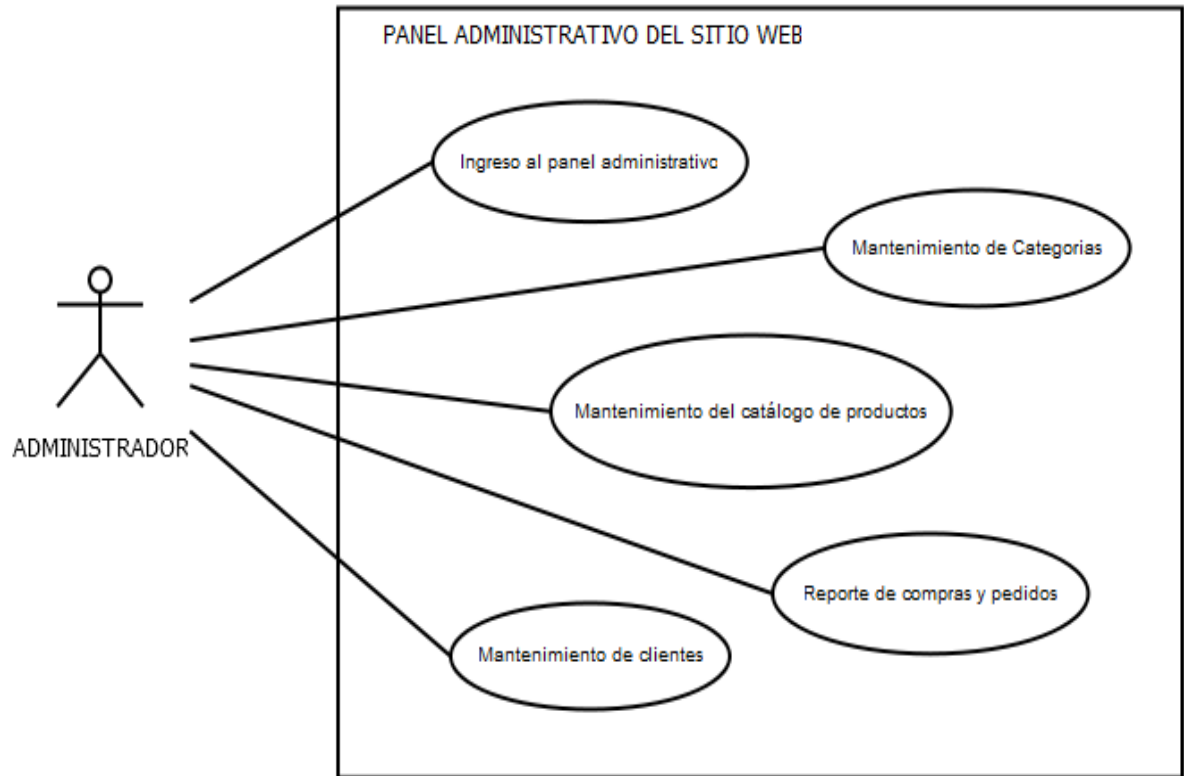 PANEL ADMINISTRATIVO DEL SITIO WEB
Ingreso al panel administrativo
Mantenimiento de Categorias
Mantenimiento del catálogo de productos
ADMINISTRADOR
Reporte de compras y pedidos
Mantenimiento de clientes